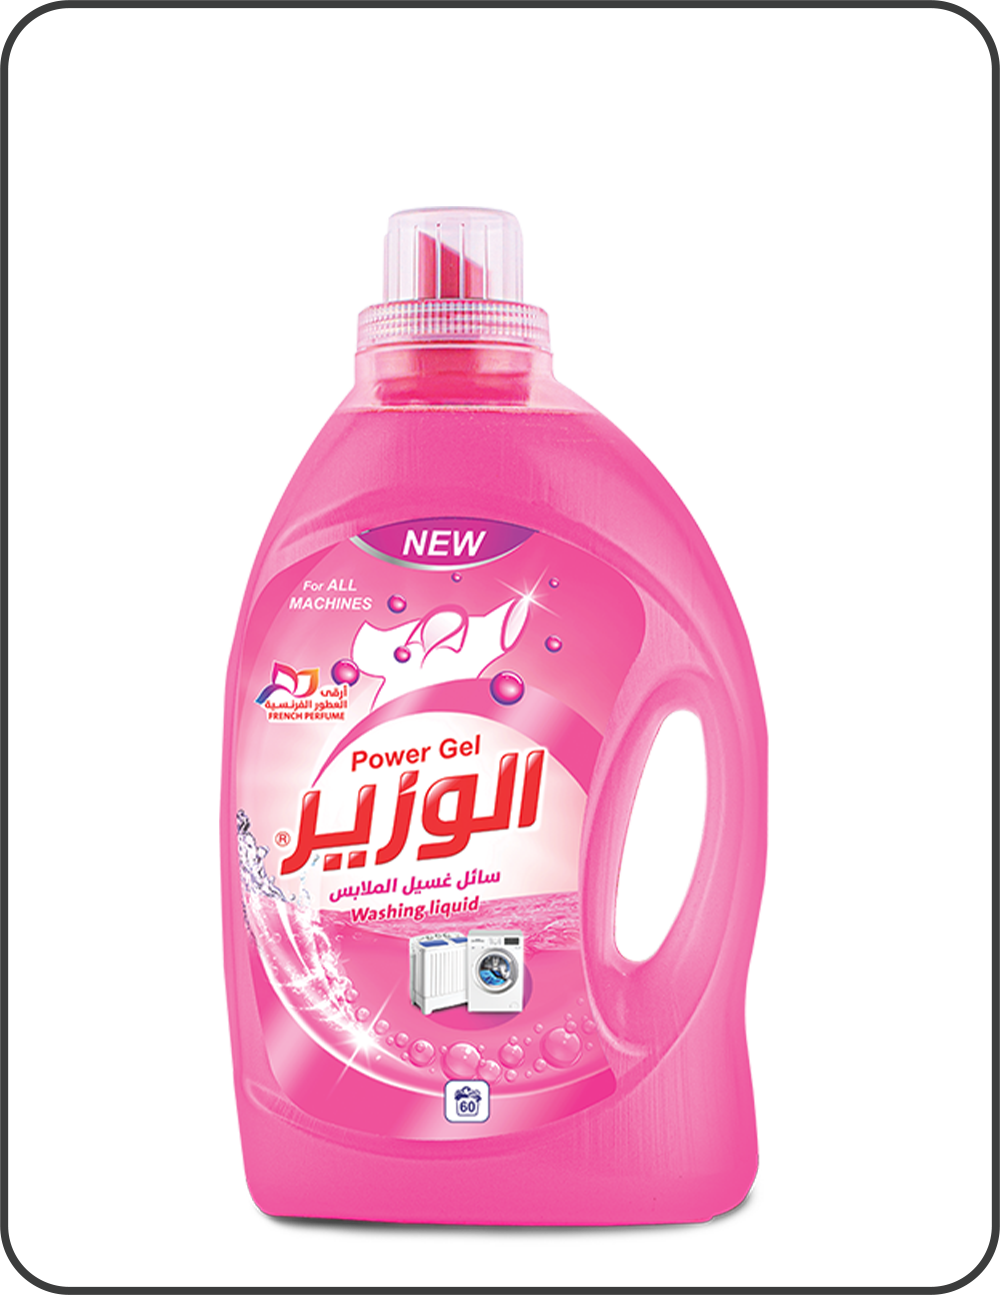 NEW
For ALL
MACHINES
أرقى
العطور الفرنسية
FRENCH PERFUME
Power Gel
الوزير
®
سائل غسيل الملابس
Washing liquid
60